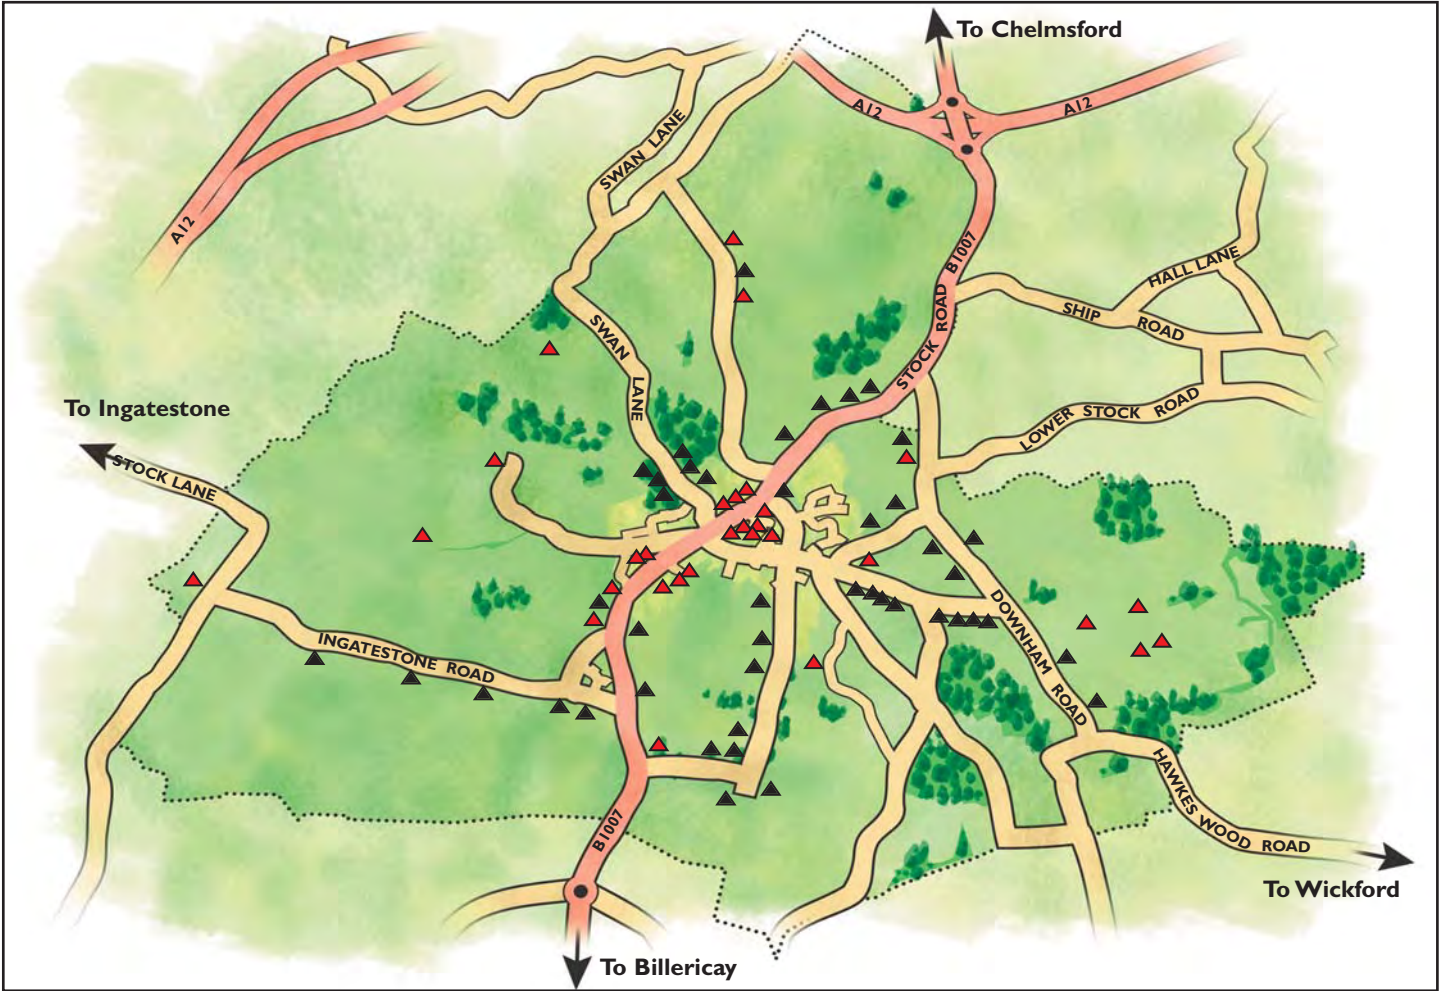 To Chelmsford
A12
A12
SWAN LANE
A12
B1007
HALL LANE
SHIP ROAD
STOCK ROAD
SWAN LANE
To Ingatestone
LOWER STOCK ROAD
STOCK LANE
DOWNHAM ROAD
INGATESTONE ROAD
HAWKES WOOD ROAD
B1007
To Wickford
To Billericay